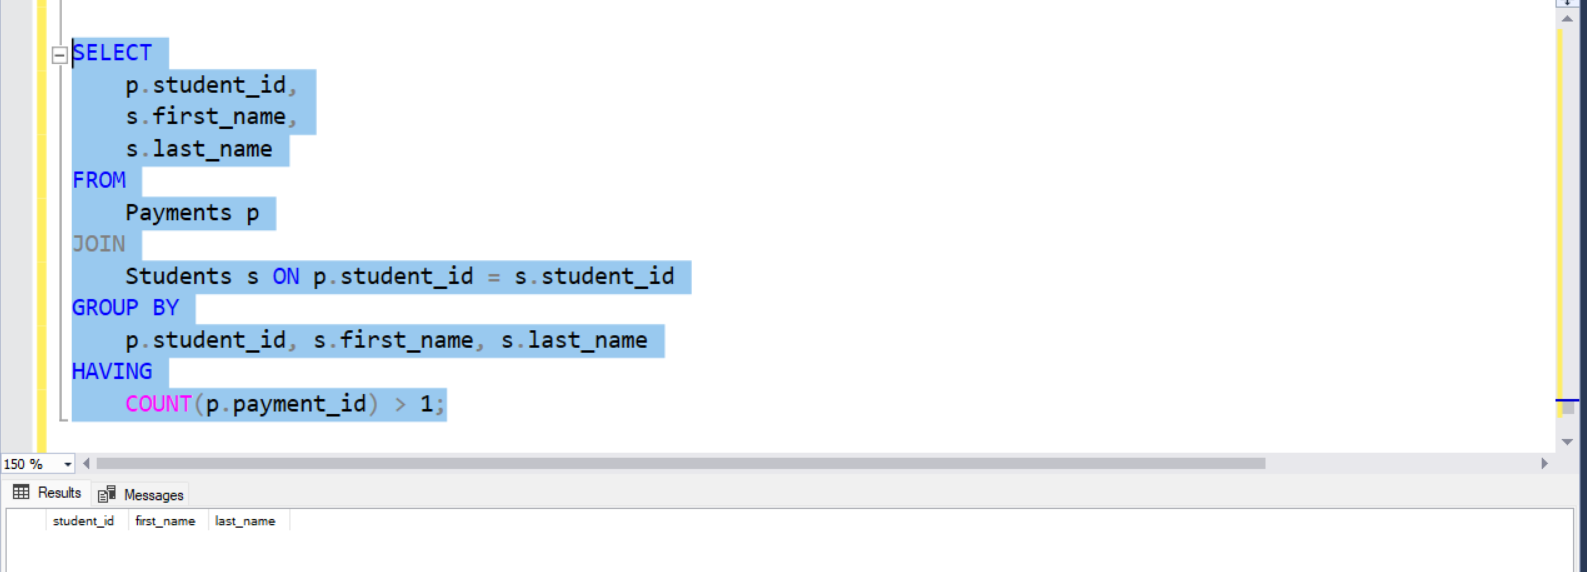 SELECT
p.student_id,
s.first_name,
s.last_name
FROM
Payments p
JOIN
Students s ON p.student_id = s.student_id
GROUP BY
p.student_id, s.first_name, s.last_name
HAVING
COUNT(p.payment_id) > 1;
150 %
Results Messages
student_id first_name last_name